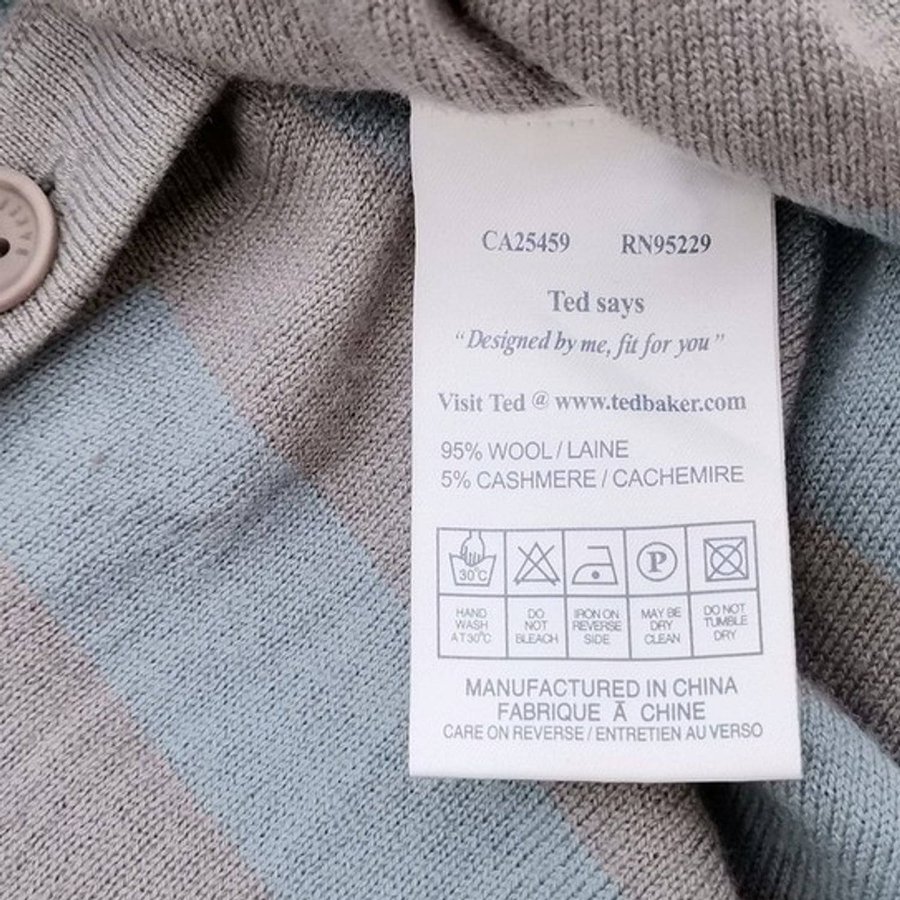 CA25459 RN95229
Ted says
"Designed by me, fit for you"
Visit Ted @ www.tedbaker.com
95% WOOL / LAINE
5% CASHMERE / CACHEMIRE
30°C
P
HAND WASH AT 30°C
DO NOT BLEACH
IRON ON REVERSE SIDE
MAY BE DRY CLEAN
DO NOT TUMBLE DRY
MANUFACTURED IN CHINA
FABRIQUE Ā CHINE
CARE ON REVERSE / ENTRETIEN AU VERSO